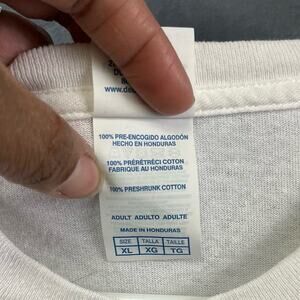 www.de
100% PRE-ENCOGIDO ALGODÓN
HECHO EN HONDURAS
100% PRÉRÉTRÉCI COTON
FABRIQUE AU HONDURAS
100% PRESHRUNK COTTON
ADULT ADULTO ADULTE
MADE IN HONDURAS
SIZE TALLA TAILLE
XL XG TG